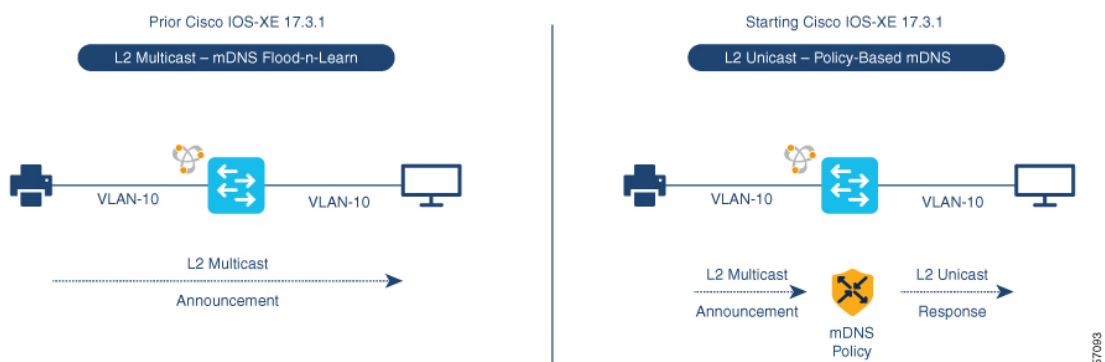 Prior Cisco IOS-XE 17.3.1
L2 Multicast – mDNS Flood-n-Learn
VLAN-10
VLAN-10
L2 Multicast
Announcement
Starting Cisco IOS-XE 17.3.1
L2 Unicast – Policy-Based mDNS
VLAN-10
VLAN-10
L2 Multicast
Announcement
mDNS
Policy
L2 Unicast
Response